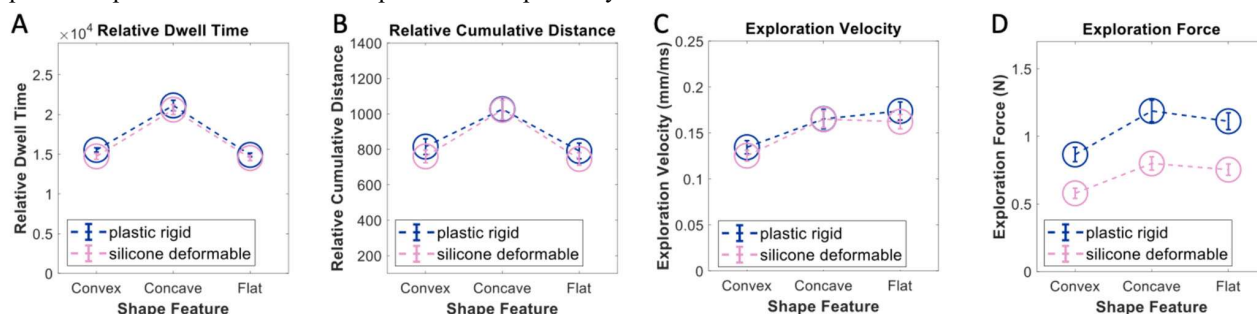 A
×10⁴ Relative Dwell Time
2.5
2
1.5
1
0.5
0
Relative Dwell Time
plastic rigid
silicone deformable
Convex Concave Flat
Shape Feature
B
Relative Cumulative Distance
1400
1200
1000
800
600
400
200
Relative Cumulative Distance
plastic rigid
silicone deformable
Convex Concave Flat
Shape Feature
C
Exploration Velocity
0.25
0.2
0.15
0.1
0.05
0
Exploration Velocity (mm/ms)
plastic rigid
silicone deformable
Convex Concave Flat
Shape Feature
D
Exploration Force
1.5
1
0.5
0
Exploration Force (N)
plastic rigid
silicone deformable
Convex Concave Flat
Shape Feature